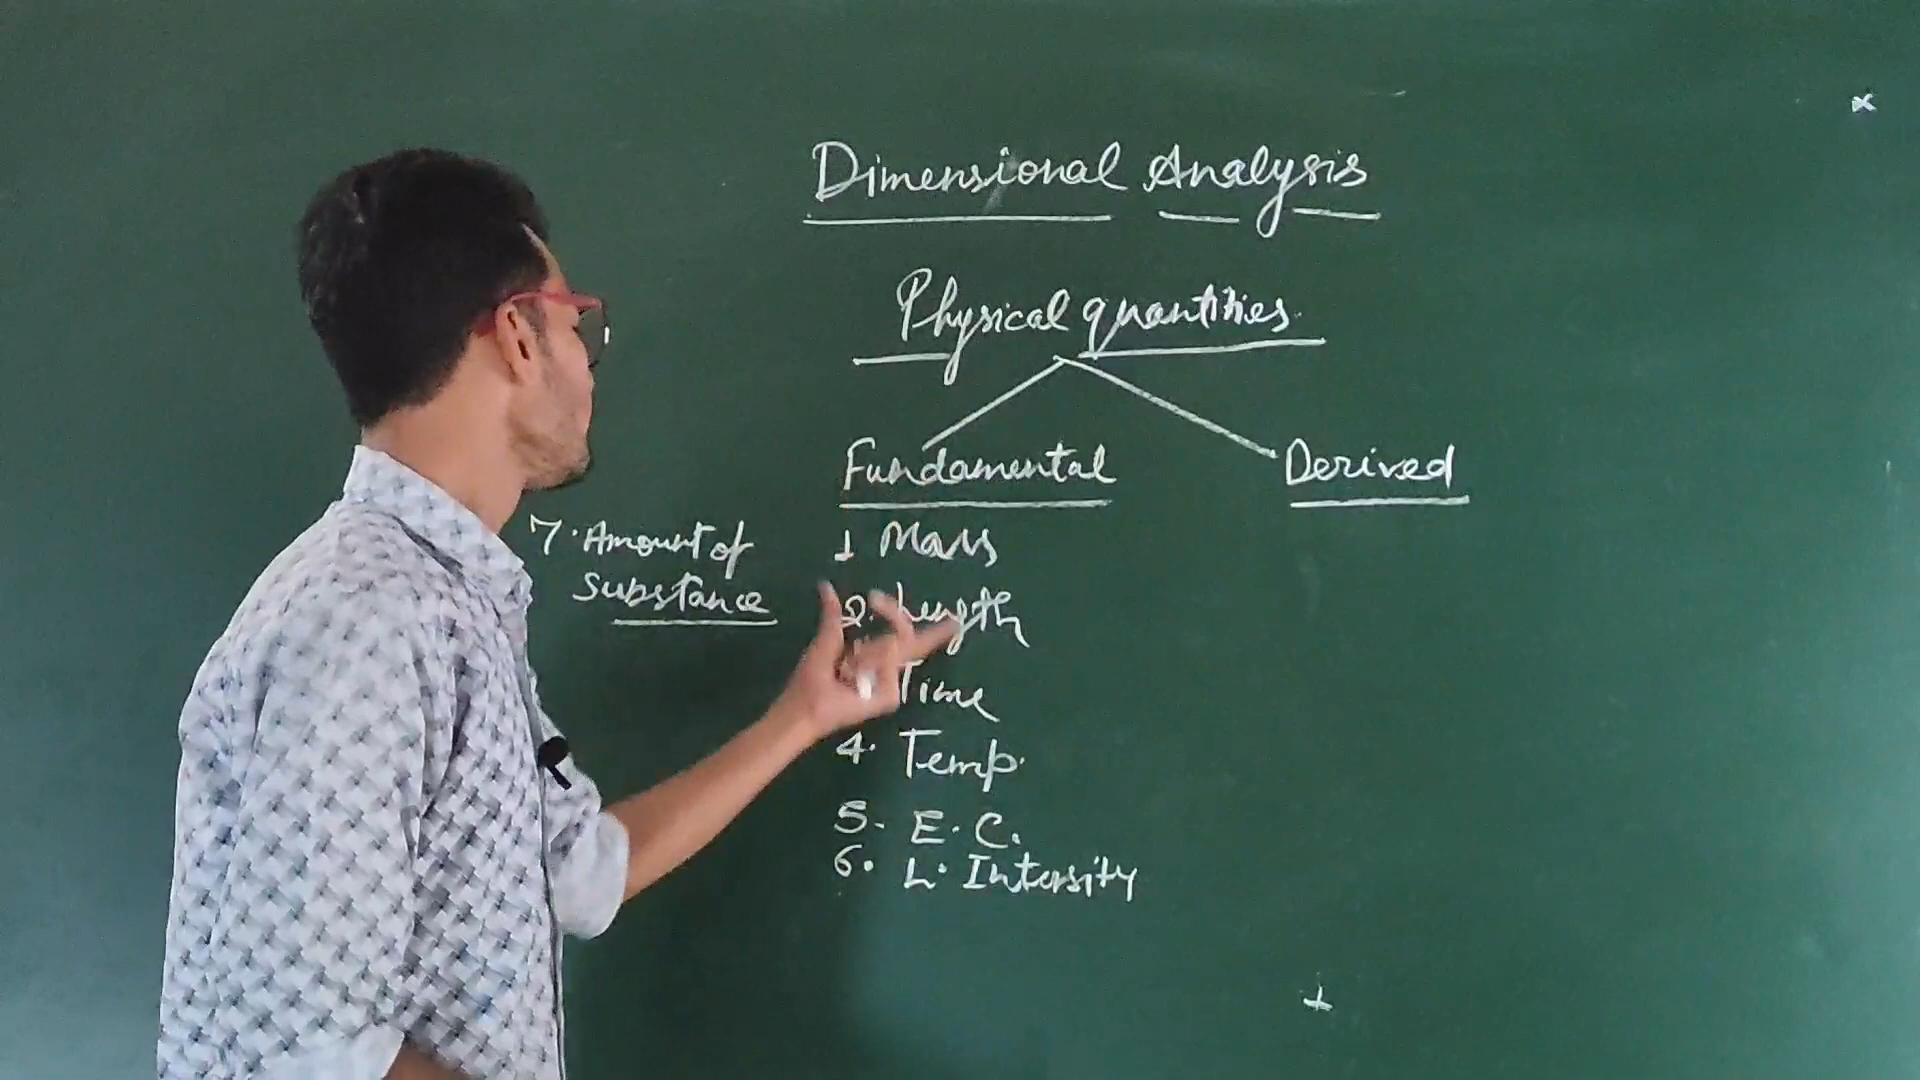 Dimensional Analysis
Physical quantities.
Fundamental
Derived
1 Mass
2. Length
Time
4. Temp.
5. E. C.
6. L. Intensity
7. Amount of
Substance